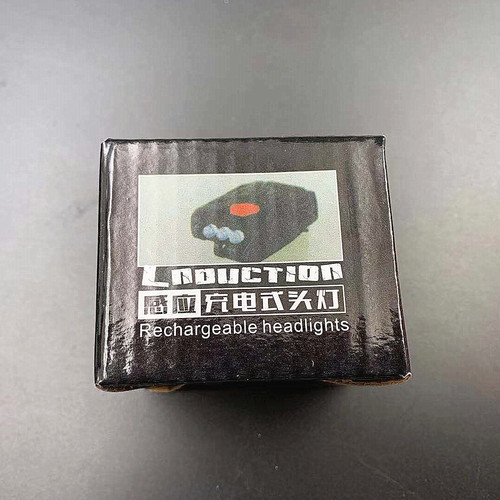 LNDUCTION
感应充电式头灯
Rechargeable headlights